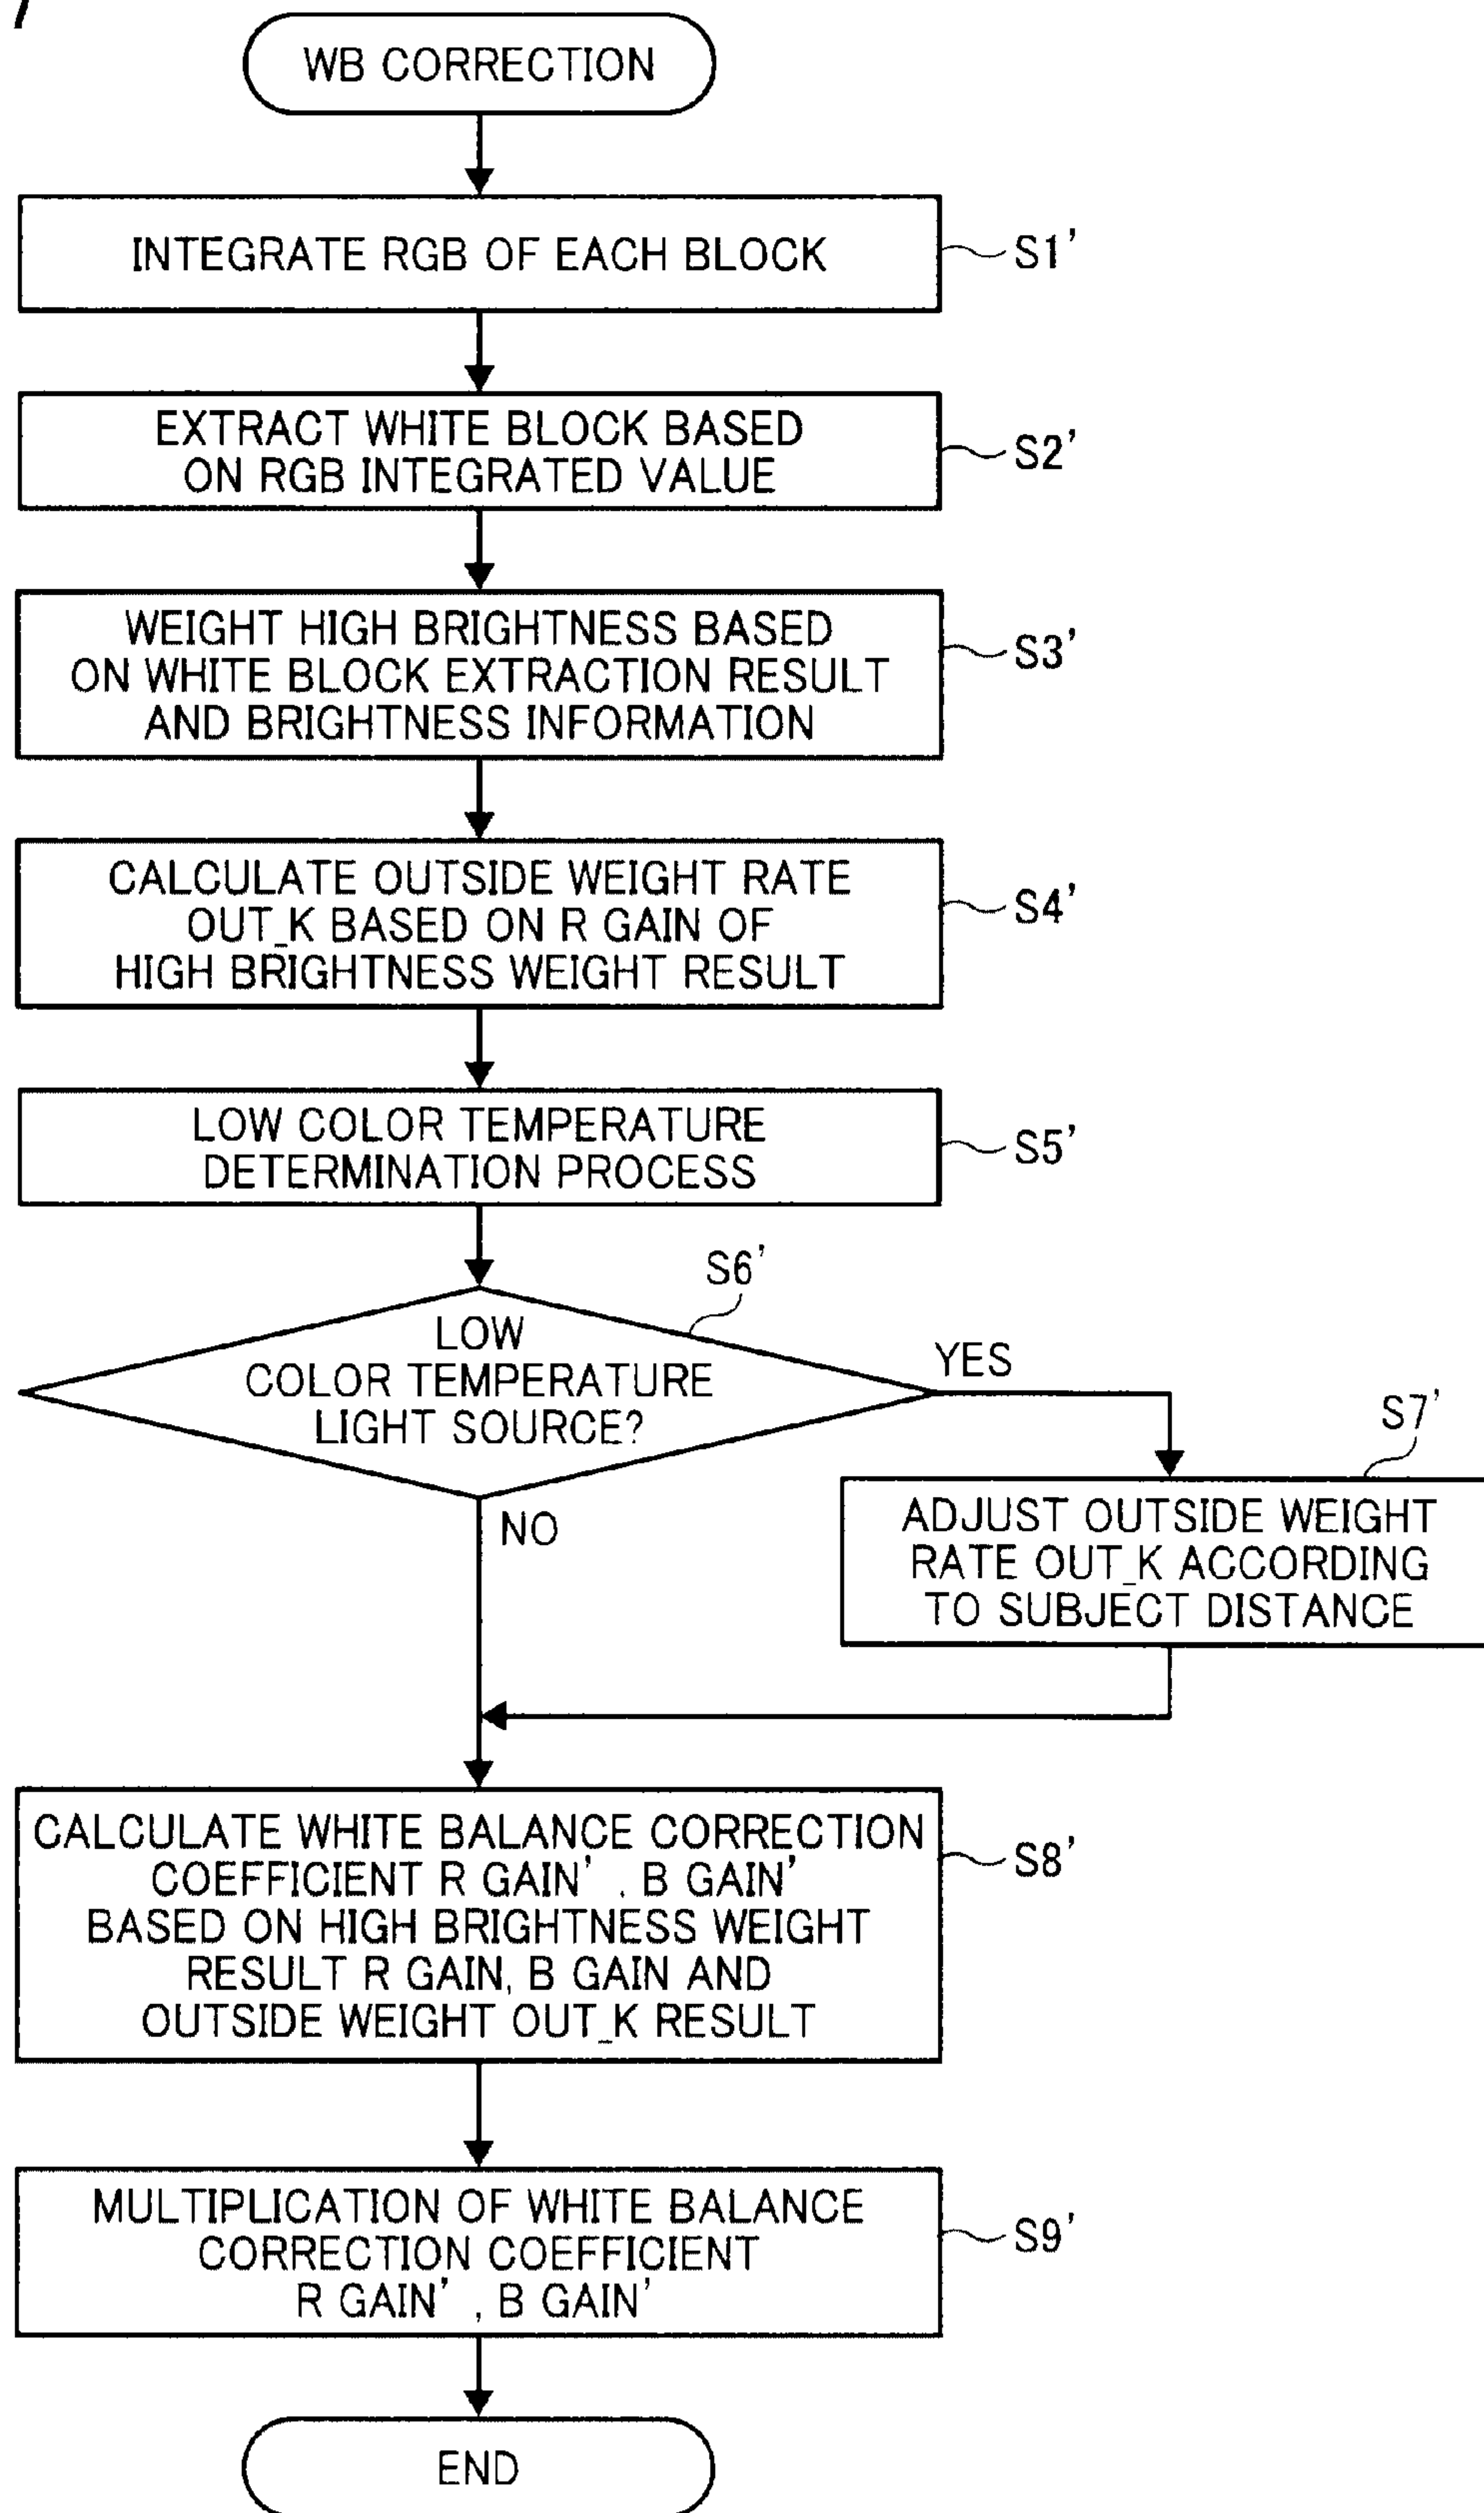 WB CORRECTION
INTEGRATE RGB OF EACH BLOCK
S1'
EXTRACT WHITE BLOCK BASED
ON RGB INTEGRATED VALUE
S2'
WEIGHT HIGH BRIGHTNESS BASED
ON WHITE BLOCK EXTRACTION RESULT
AND BRIGHTNESS INFORMATION
S3'
CALCULATE OUTSIDE WEIGHT RATE
OUT_K BASED ON R GAIN OF
HIGH BRIGHTNESS WEIGHT RESULT
S4'
LOW COLOR TEMPERATURE
DETERMINATION PROCESS
S5'
S6'
LOW
COLOR TEMPERATURE
LIGHT SOURCE?
YES
NO
S7'
ADJUST OUTSIDE WEIGHT
RATE OUT_K ACCORDING
TO SUBJECT DISTANCE
CALCULATE WHITE BALANCE CORRECTION
COEFFICIENT R GAIN' , B GAIN'
BASED ON HIGH BRIGHTNESS WEIGHT
RESULT R GAIN, B GAIN AND
OUTSIDE WEIGHT OUT_K RESULT
S8'
MULTIPLICATION OF WHITE BALANCE
CORRECTION COEFFICIENT
R GAIN' , B GAIN'
S9'
END